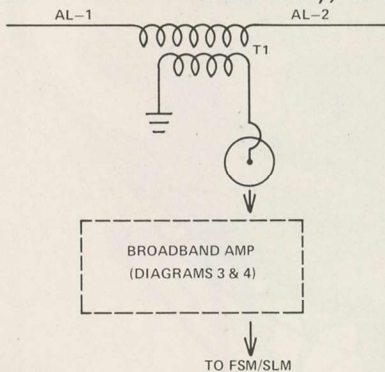 AL–1 AL–2
T1
BROADBAND AMP
(DIAGRAMS 3 & 4)
TO FSM/SLM